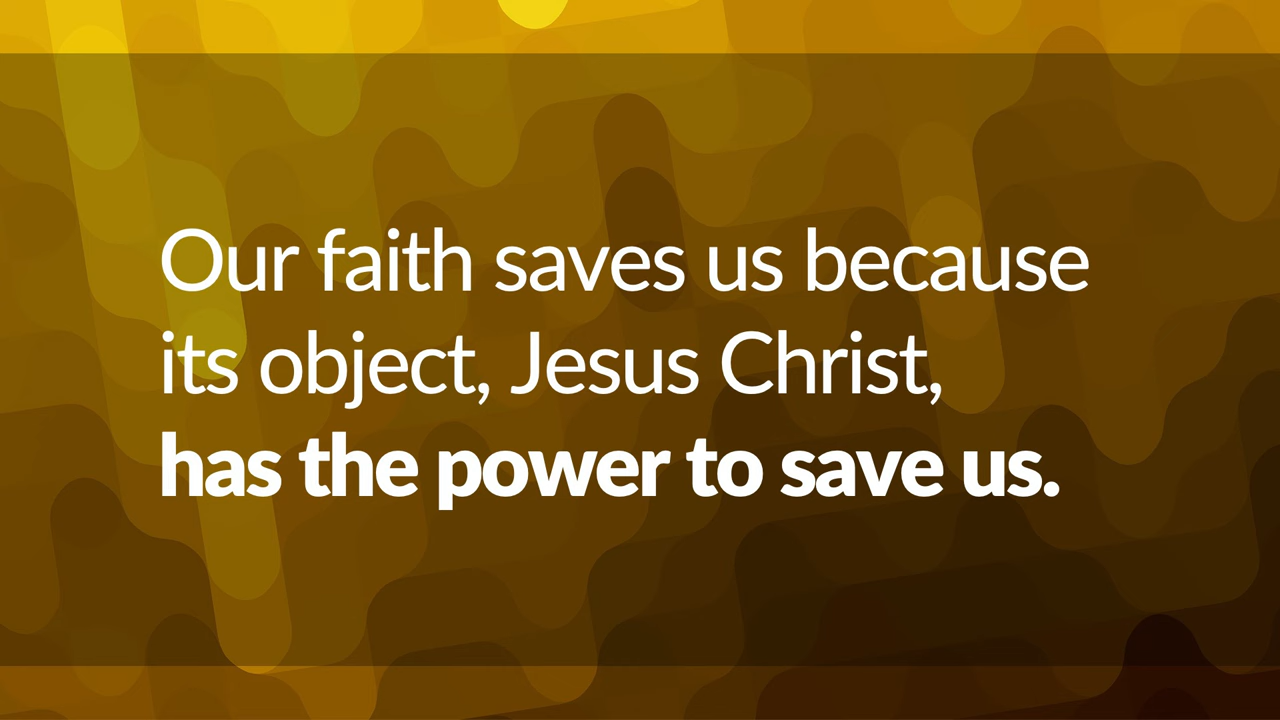 Our faith saves us because
its object, Jesus Christ,
has the power to save us.